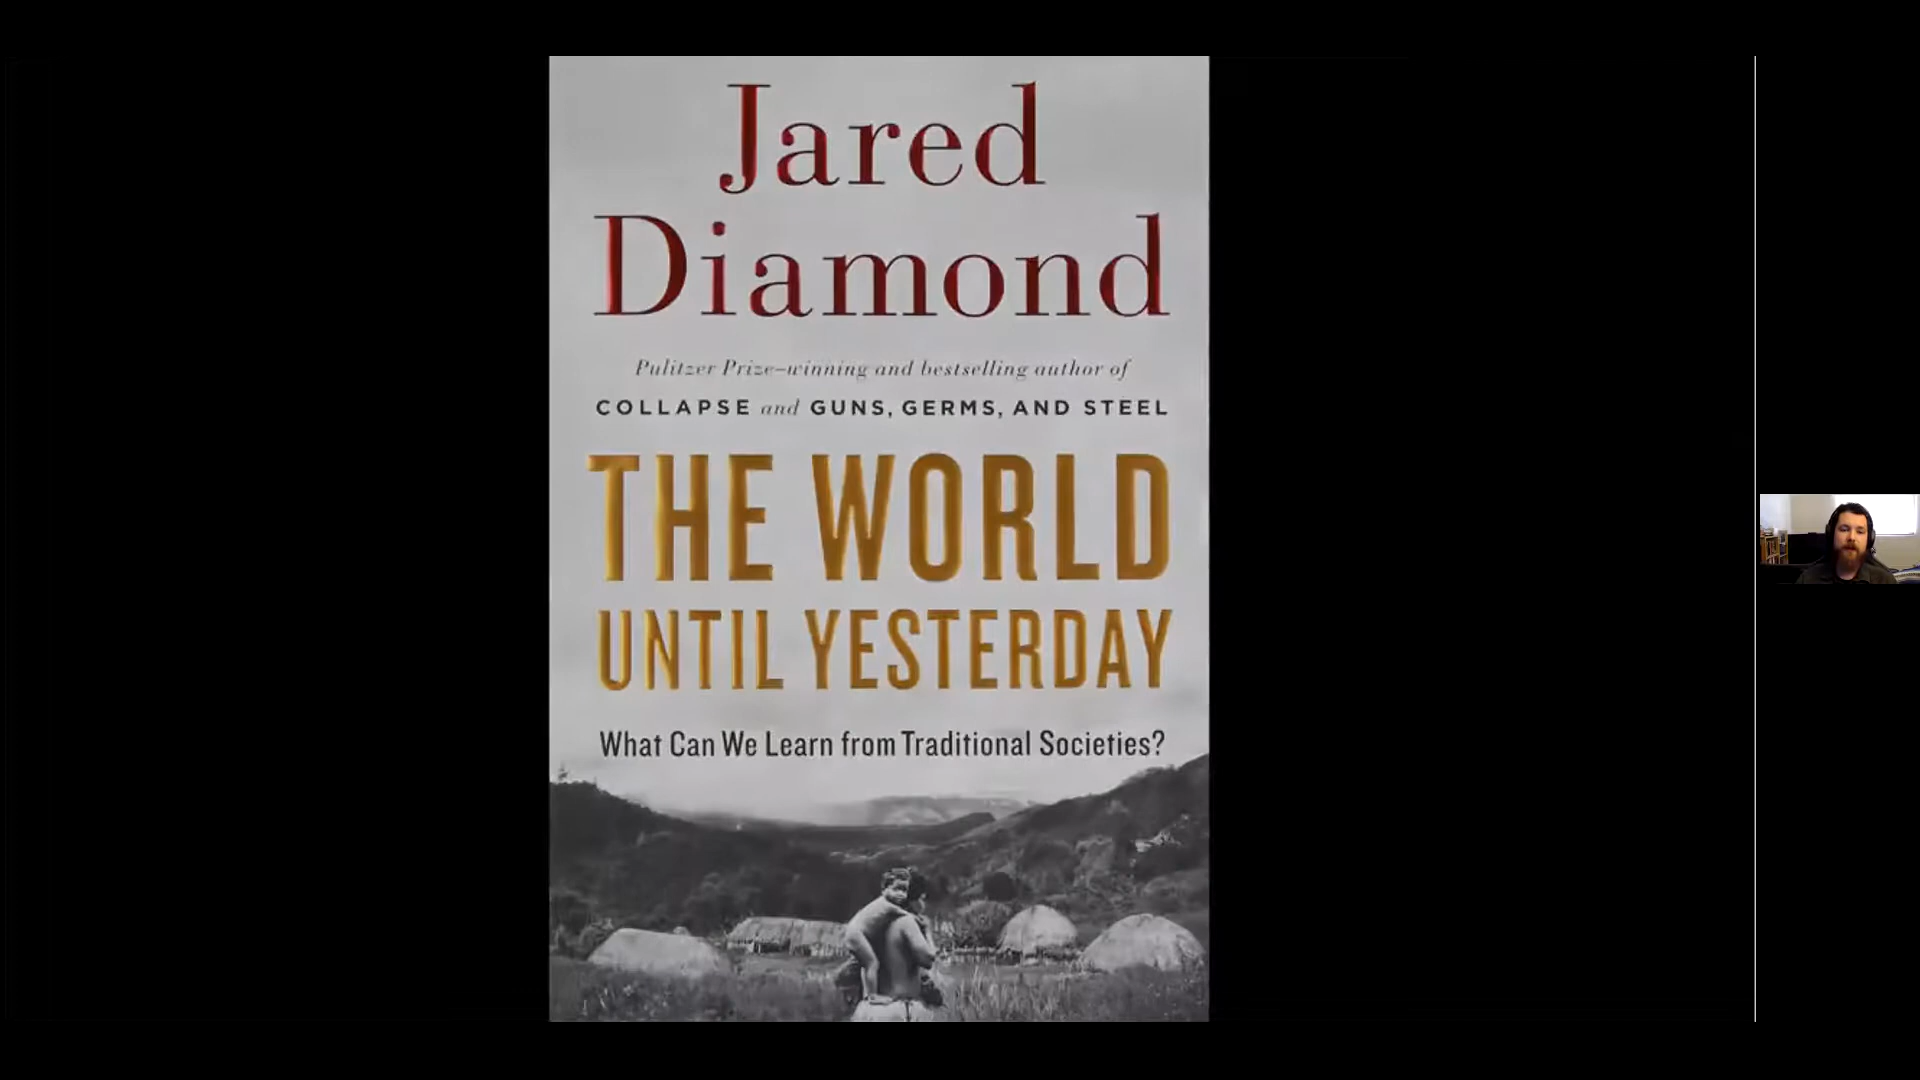 Jared
Diamond
Pulitzer Prize–winning and bestselling author of
COLLAPSE and GUNS, GERMS, AND STEEL
THE WORLD
UNTIL YESTERDAY
What Can We Learn from Traditional Societies?